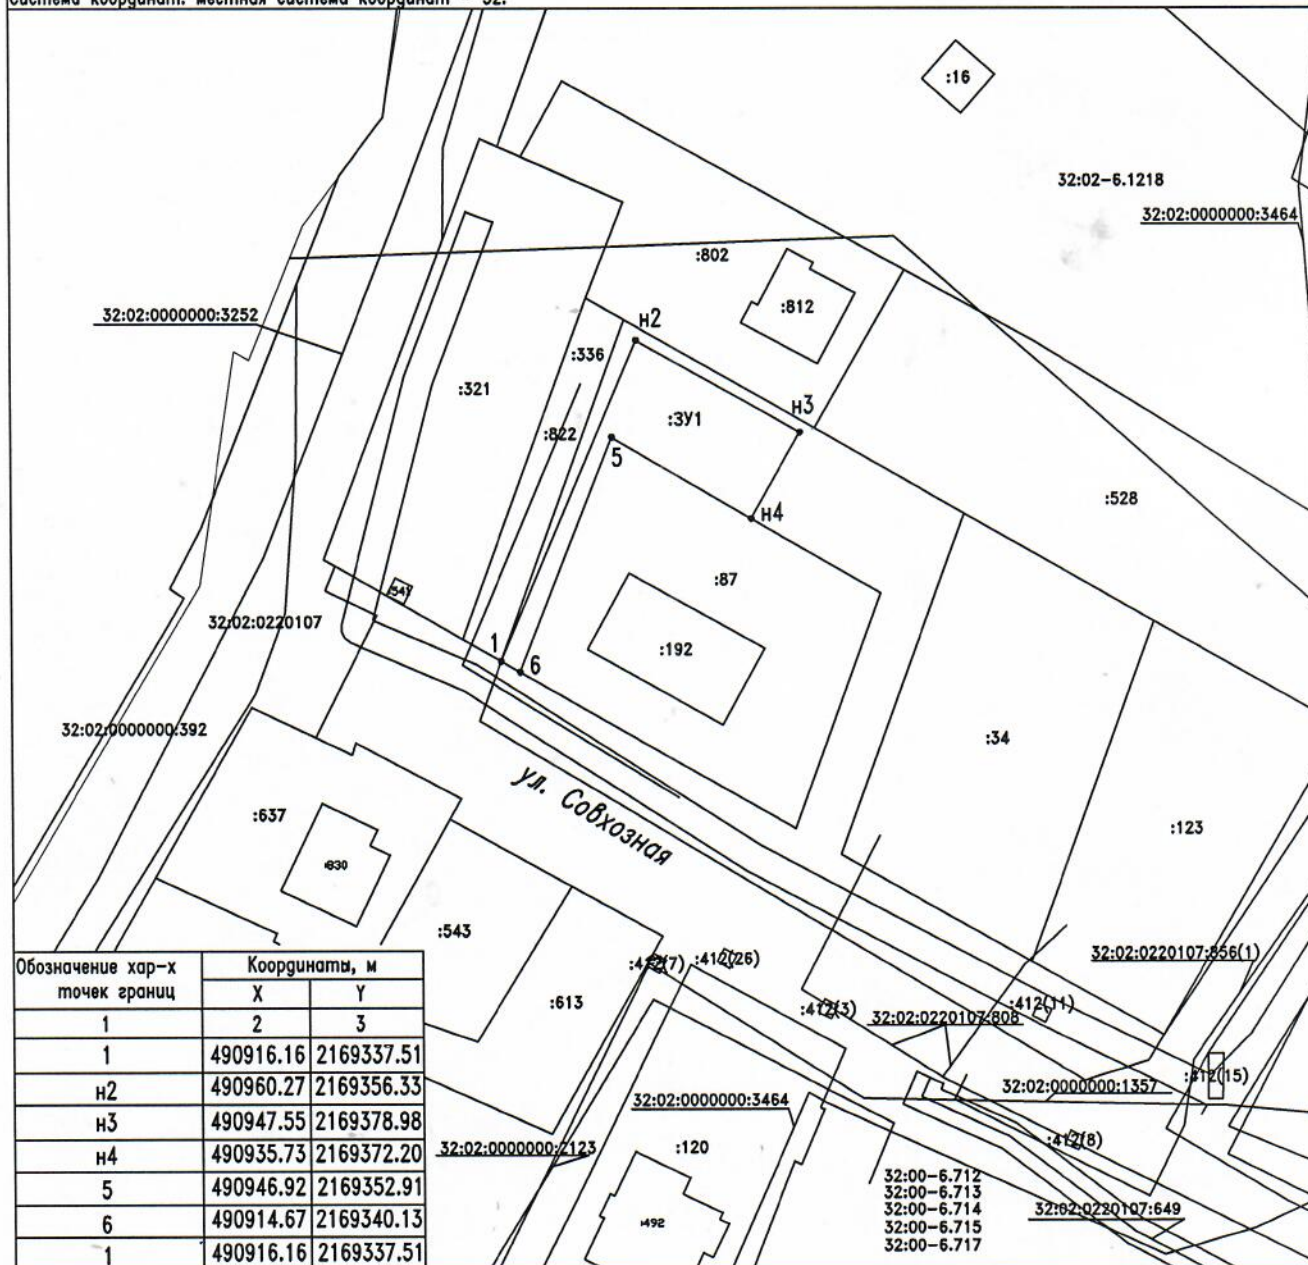 Система координат: местная система координат - 32.
:16
32:02-6.1218
32:02:0000000:3464
:802
:812
32:02:0000000:3252
н2
:336
:321
:ЗУ1
н3
:822
5
:528
н4
:87
:541
32:02:0220107
1
6
:192
32:02:0000000:392
:34
ул. Совхозная
:637
:830
:123
:543
32:02:0220107:856(1)
:412(7)
:412(26)
:613
:412(3)
32:02:0220107:808
:412(11)
:412(15)
32:02:0000000:1357
32:02:0000000:3464
:412(8)
32:02:0000000:2123
:120
32:00-6.712
32:00-6.713
32:00-6.714
32:00-6.715
32:00-6.717
32:02:0220107:649
:492
Обозначение хар-х точек границ Координаты, м
X Y
1 2 3
1 490916.16 2169337.51
н2 490960.27 2169356.33
н3 490947.55 2169378.98
н4 490935.73 2169372.20
5 490946.92 2169352.91
6 490914.67 2169340.13
1 490916.16 2169337.51